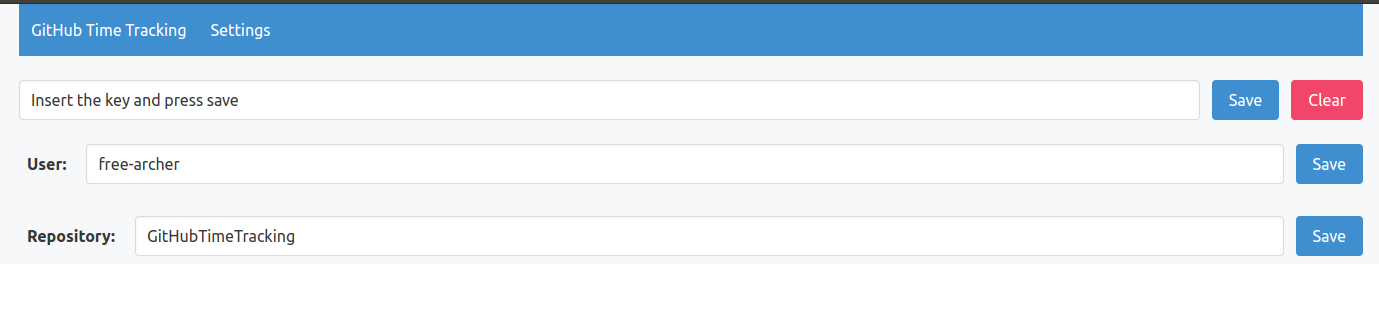 GitHub Time Tracking Settings
Insert the key and press save Save Clear
User: free-archer Save
Repository: GitHubTimeTracking Save